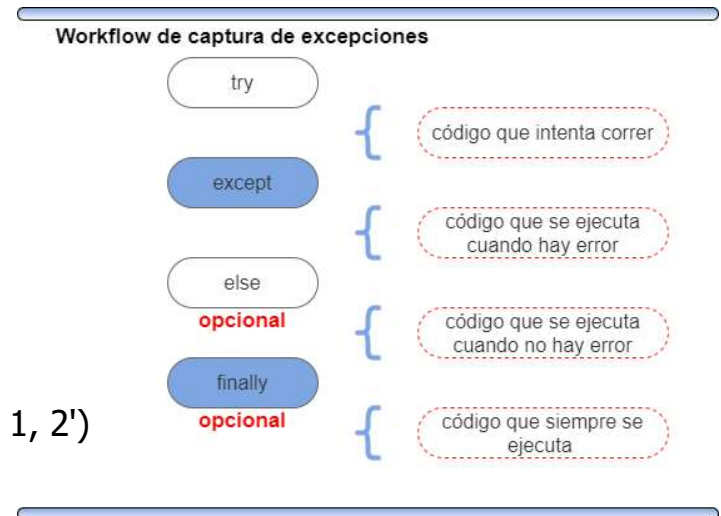 Workflow de captura de excepciones
try
código que intenta correr
except
código que se ejecuta
cuando hay error
else
opcional
código que se ejecuta
cuando no hay error
finally
1, 2')
opcional
código que siempre se
ejecuta